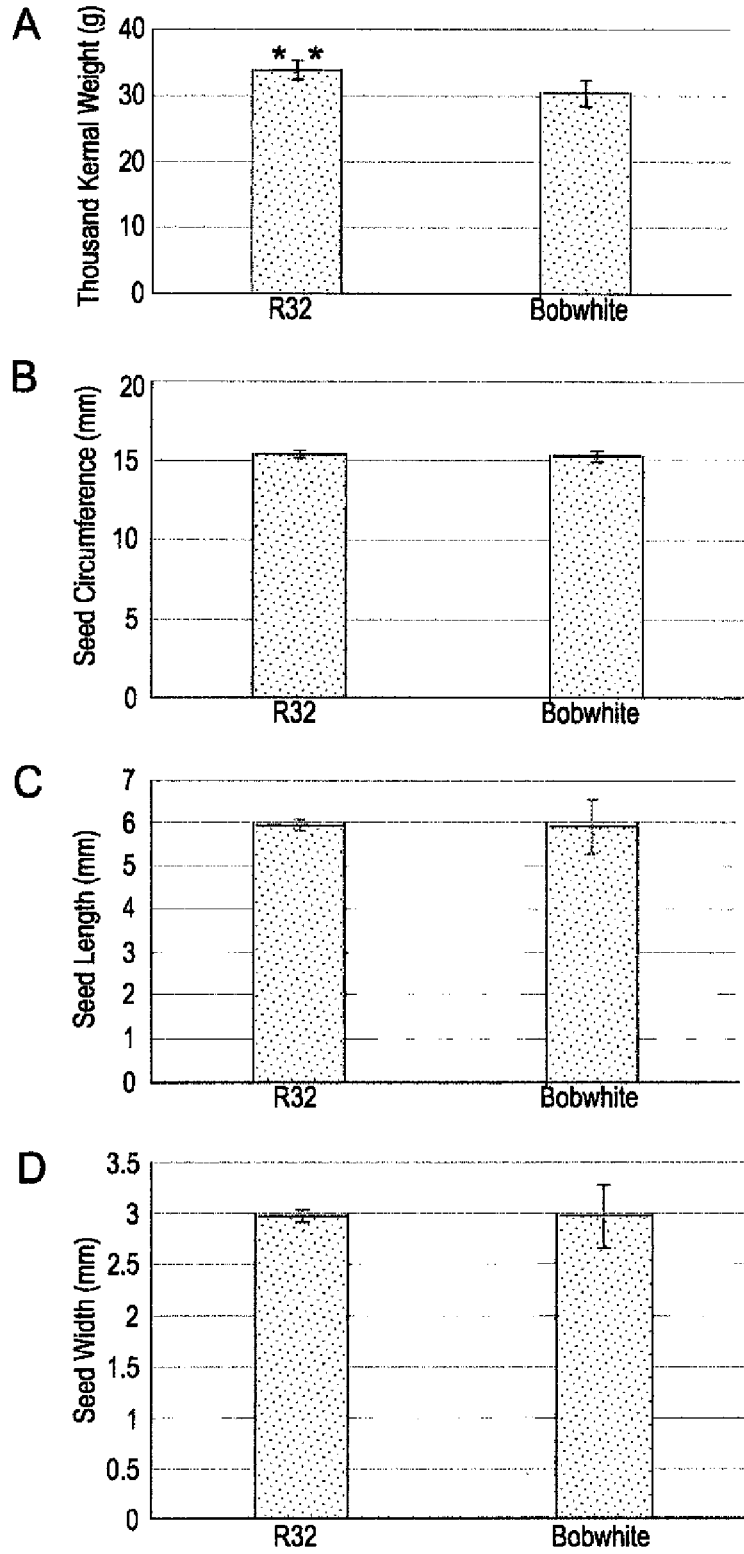 A
Thousand Kernal Weight (g)
40
30
20
10
0
* *
R32 Bobwhite
B
Seed Circumference (mm)
20
15
10
5
0
R32 Bobwhite
C
Seed Length (mm)
7
6
5
4
3
2
1
0
R32 Bobwhite
D
Seed Width (mm)
3.5
3
2.5
2
1.5
1
0.5
0
R32 Bobwhite